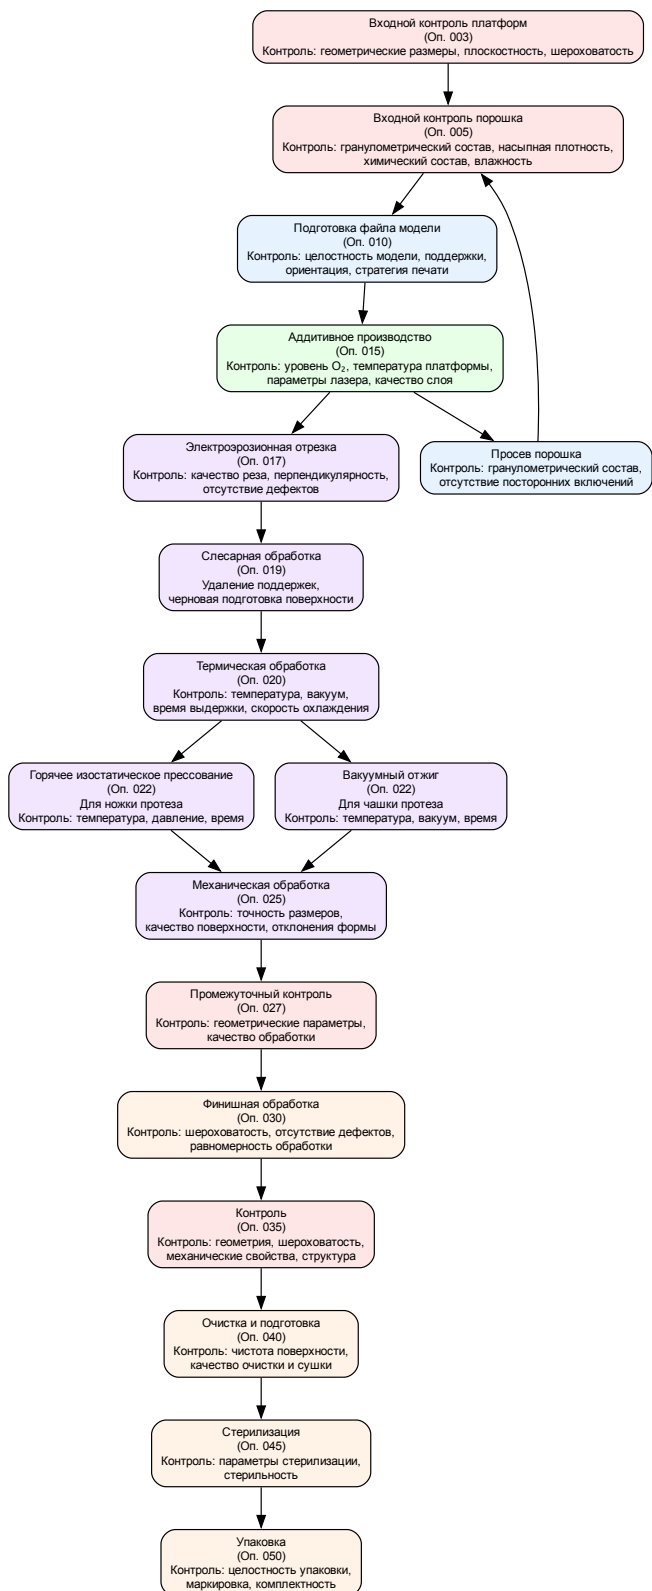 Входной контроль платформ
(Оп. 003)
Контроль: геометрические размеры, плоскостность, шероховатость
Входной контроль порошка
(Оп. 005)
Контроль: гранулометрический состав, насыпная плотность,
химический состав, влажность
Подготовка файла модели
(Оп. 010)
Контроль: целостность модели, поддержки,
ориентация, стратегия печати
Аддитивное производство
(Оп. 015)
Контроль: уровень O₂, температура платформы,
параметры лазера, качество слоя
Электроэрозионная отрезка
(Оп. 017)
Контроль: качество реза, перпендикулярность,
отсутствие дефектов
Просев порошка
Контроль: гранулометрический состав,
отсутствие посторонних включений
Слесарная обработка
(Оп. 019)
Удаление поддержек,
черновая подготовка поверхности
Термическая обработка
(Оп. 020)
Контроль: температура, вакуум,
время выдержки, скорость охлаждения
Горячее изостатическое прессование
(Оп. 022)
Для ножки протеза
Контроль: температура, давление, время
Вакуумный отжиг
(Оп. 022)
Для чашки протеза
Контроль: температура, вакуум, время
Механическая обработка
(Оп. 025)
Контроль: точность размеров,
качество поверхности, отклонения формы
Промежуточный контроль
(Оп. 027)
Контроль: геометрические параметры,
качество обработки
Финишная обработка
(Оп. 030)
Контроль: шероховатость, отсутствие дефектов,
равномерность обработки
Контроль
(Оп. 035)
Контроль: геометрия, шероховатость,
механические свойства, структура
Очистка и подготовка
(Оп. 040)
Контроль: чистота поверхности,
качество очистки и сушки
Стерилизация
(Оп. 045)
Контроль: параметры стерилизации,
стерильность
Упаковка
(Оп. 050)
Контроль: целостность упаковки,
маркировка, комплектность